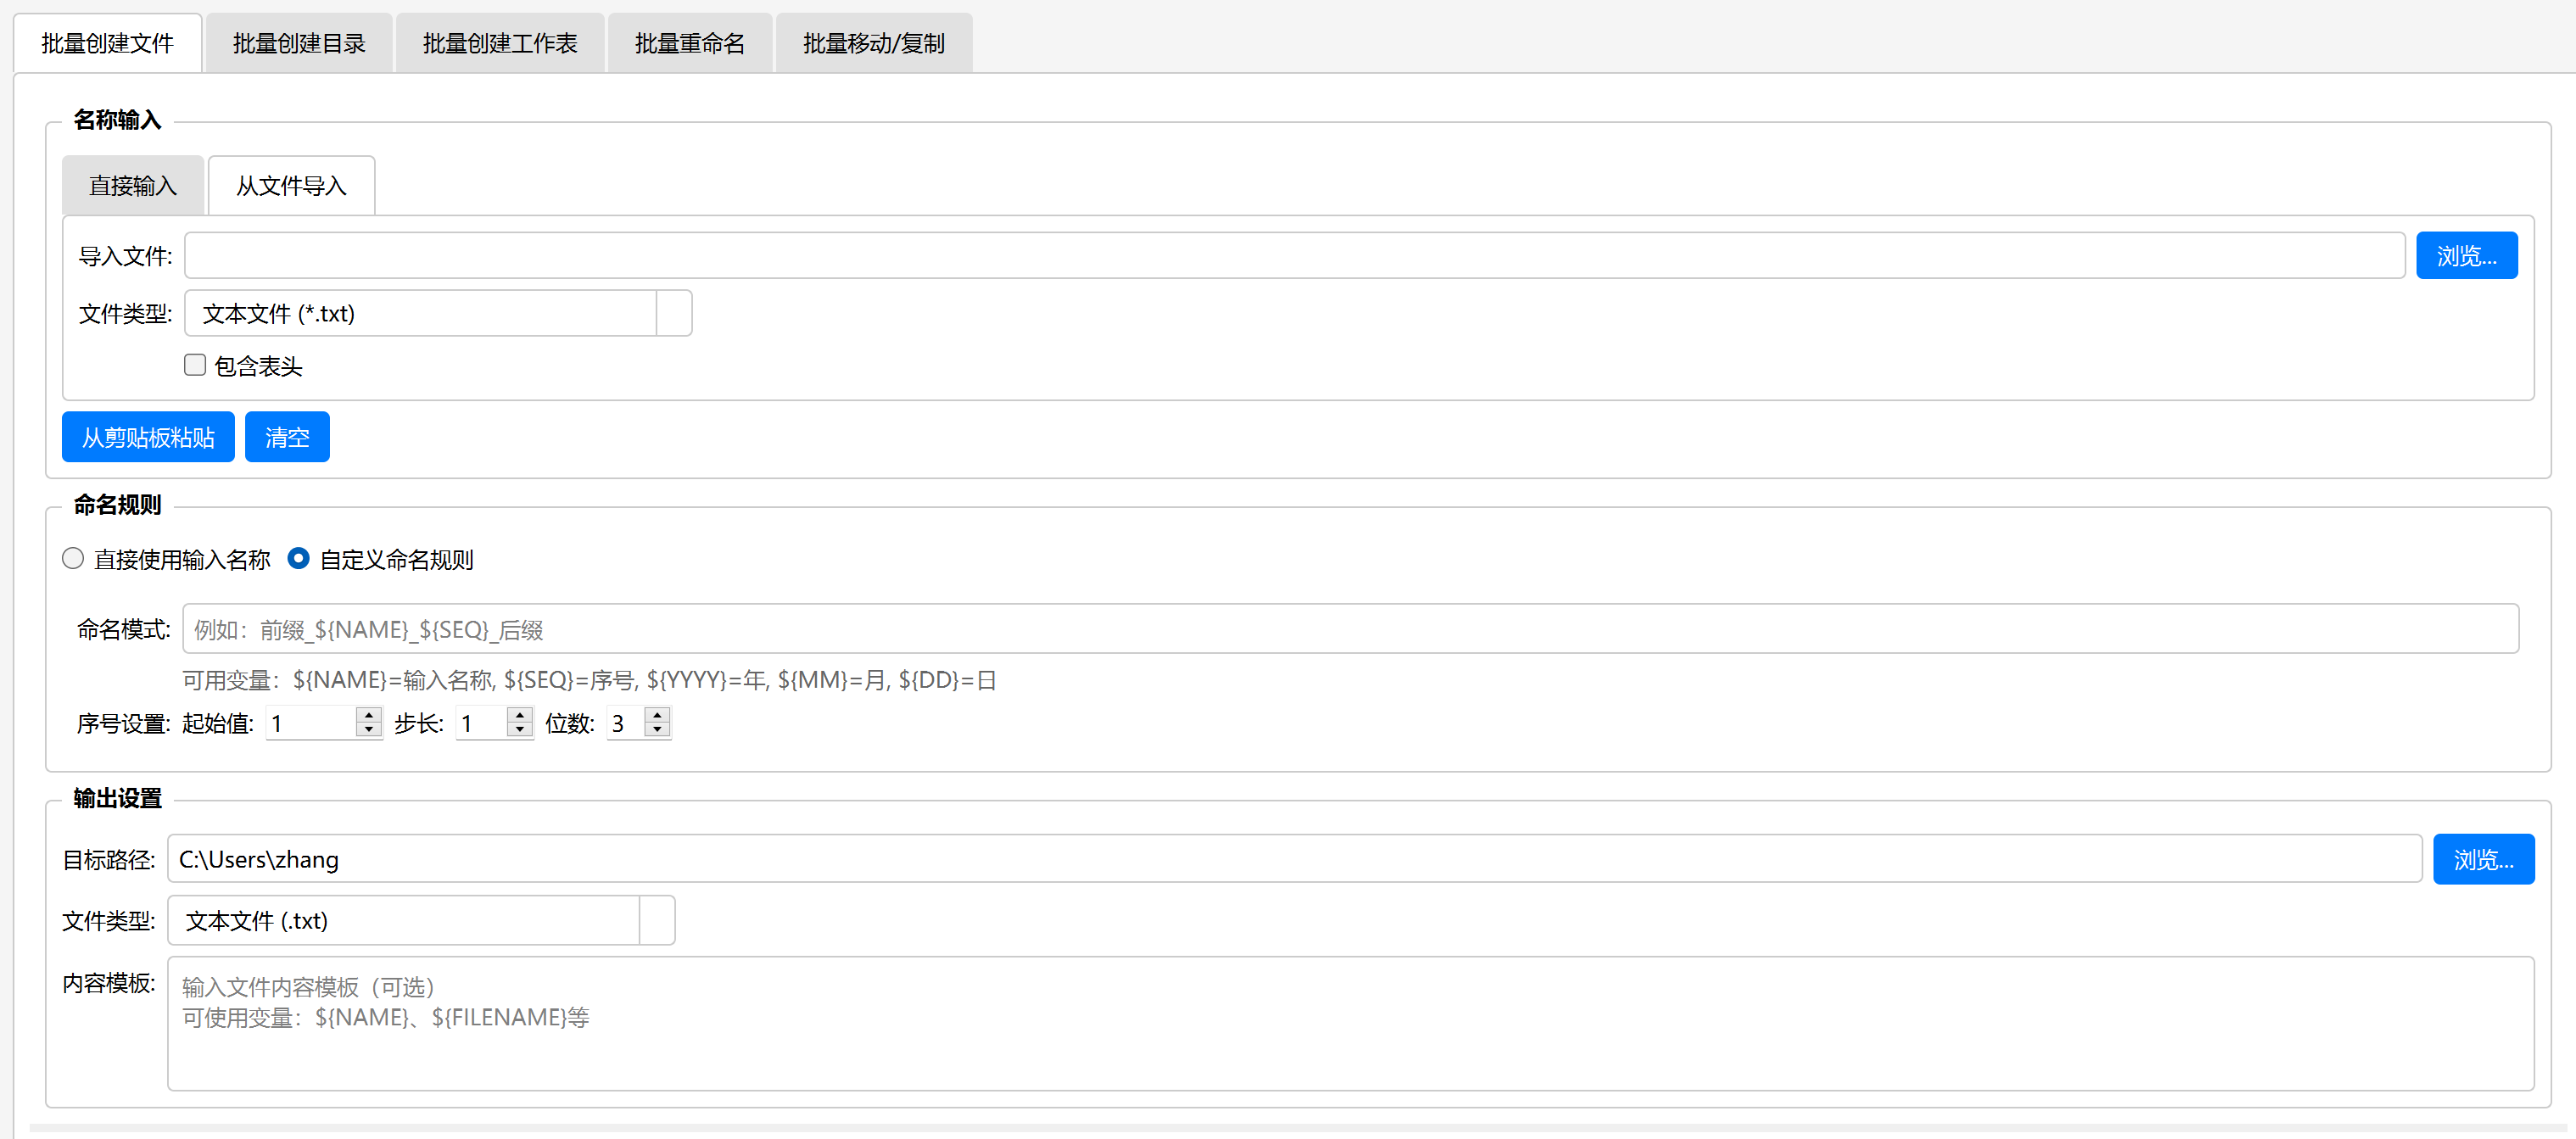 批量创建文件 批量创建目录 批量创建工作表 批量重命名 批量移动/复制
名称输入
直接输入 从文件导入
导入文件: 浏览...
文件类型: 文本文件 (*.txt)
包含表头
从剪贴板粘贴 清空
命名规则
直接使用输入名称 自定义命名规则
命名模式: 例如：前缀_${NAME}_${SEQ}_后缀
可用变量：${NAME}=输入名称, ${SEQ}=序号, ${YYYY}=年, ${MM}=月, ${DD}=日
序号设置: 起始值: 1 步长: 1 位数: 3
输出设置
目标路径: C:\Users\zhang 浏览...
文件类型: 文本文件 (.txt)
内容模板: 输入文件内容模板（可选）
可使用变量：${NAME}、${FILENAME}等